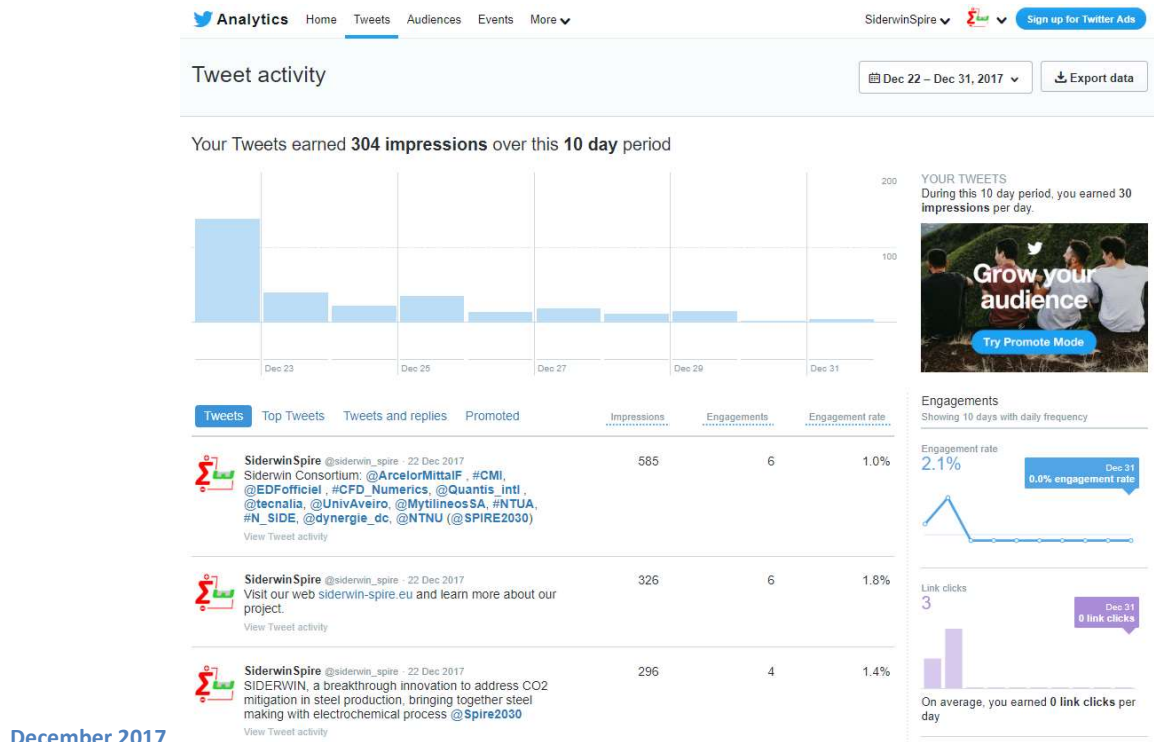 Analytics Home Tweets Audiences Events More
SiderwinSpire
Sign up for Twitter Ads
Tweet activity
Dec 22 – Dec 31, 2017
Export data
Your Tweets earned 304 impressions over this 10 day period
200
100
Dec 23
Dec 25
Dec 27
Dec 29
Dec 31
YOUR TWEETS
During this 10 day period, you earned 30
impressions per day.
Grow your
audience
Try Promote Mode
Tweets Top Tweets Tweets and replies Promoted
Impressions Engagements Engagement rate
SiderwinSpire @siderwin_spire · 22 Dec 2017
Siderwin Consortium: @ArcelorMittalF , #CMI,
@EDFofficiel , #CFD_Numerics, @Quantis_intl ,
@tecnalia, @UnivAveiro, @MytilineosSA, #NTUA,
#N_SIDE, @dynergie_dc, @NTNU (@SPIRE2030)
View Tweet activity
585 6 1.0%
SiderwinSpire @siderwin_spire · 22 Dec 2017
Visit our web siderwin-spire.eu and learn more about our
project.
View Tweet activity
326 6 1.8%
SiderwinSpire @siderwin_spire · 22 Dec 2017
SIDERWIN, a breakthrough innovation to address CO2
mitigation in steel production, bringing together steel
making with electrochemical process @Spire2030
View Tweet activity
296 4 1.4%
Engagements
Showing 10 days with daily frequency
Engagement rate
2.1%
Dec 31
0.0% engagement rate
Link clicks
3
Dec 31
0 link clicks
On average, you earned 0 link clicks per
day
December 2017